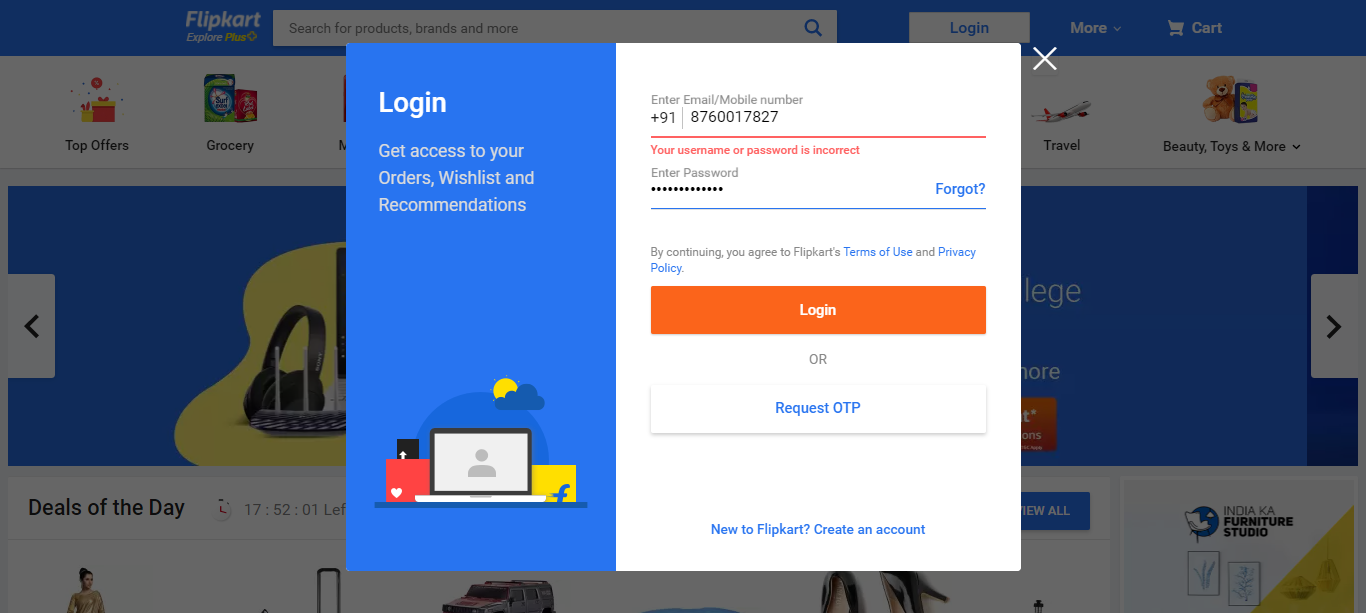 Flipkart
Explore Plus
Search for products, brands and more
Login
More
Cart
Top Offers
Grocery
M
Travel
Beauty, Toys & More
Login
Get access to your
Orders, Wishlist and
Recommendations
Enter Email/Mobile number
+91 8760017827
Your username or password is incorrect
Enter Password
•••••••••••••
Forgot?
By continuing, you agree to Flipkart's Terms of Use and Privacy
Policy.
Login
OR
Request OTP
New to Flipkart? Create an account
SONY
lege
more
Deals of the Day
17 : 52 : 01 Lef
VIEW ALL
INDIA KA
FURNITURE
STUDIO